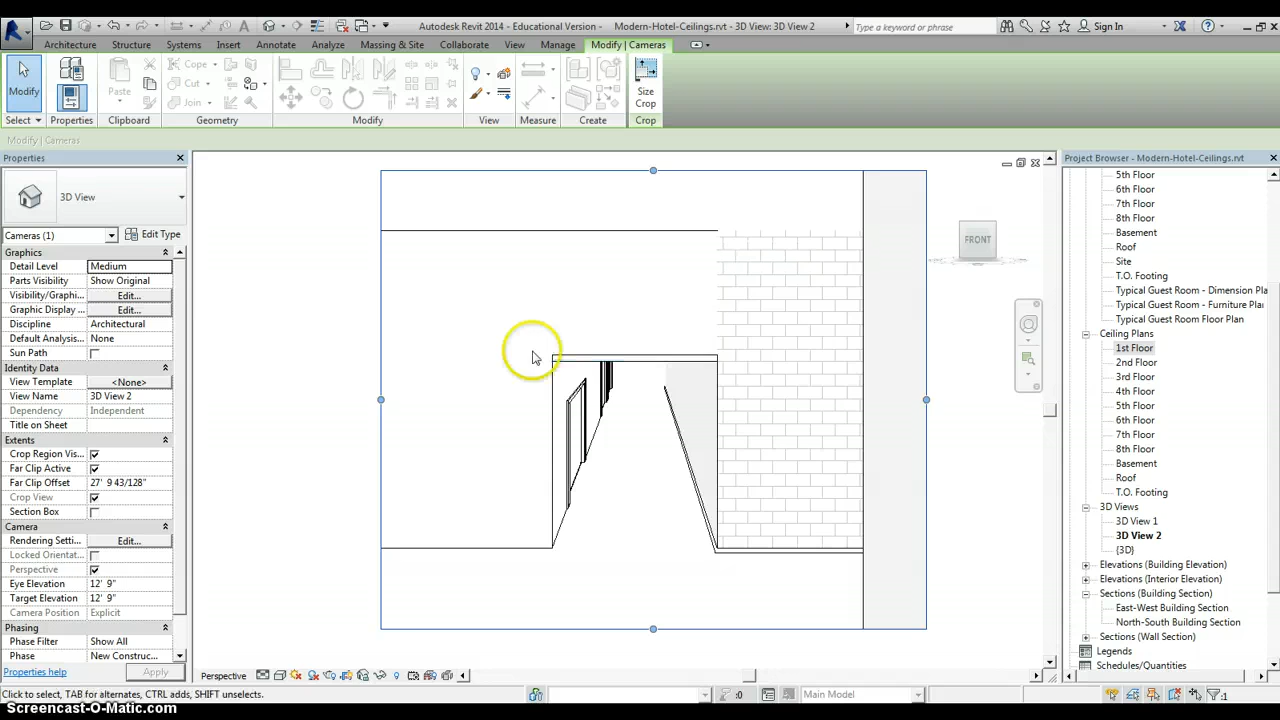 Autodesk Revit 2014 - Educational Version - Modern-Hotel-Ceilings.rvt - 3D View: 3D View 2
Type a keyword or phrase
Sign In
Architecture Structure Systems Insert Annotate Analyze Massing & Site Collaborate View Manage Modify | Cameras
Modify
Paste
Cope
Cut
Join
Size
Crop
Select Properties Clipboard Geometry Modify View Measure Create Crop
Modify | Cameras
Properties
3D View
Cameras (1)
Edit Type
Graphics
Detail Level Medium
Parts Visibility Show Original
Visibility/Graphi... Edit...
Graphic Display ... Edit...
Discipline Architectural
Default Analysis... None
Sun Path
Identity Data
View Template <None>
View Name 3D View 2
Dependency Independent
Title on Sheet
Extents
Crop Region Vis...
Far Clip Active
Far Clip Offset 27' 9 43/128"
Crop View
Section Box
Camera
Rendering Setti... Edit...
Locked Orientat...
Perspective
Eye Elevation 12' 9"
Target Elevation 12' 9"
Camera Position Explicit
Phasing
Phase Filter Show All
Phase New Construc...
Properties help
Apply
FRONT
Perspective
Project Browser - Modern-Hotel-Ceilings.rvt
5th Floor
6th Floor
7th Floor
8th Floor
Basement
Roof
Site
T.O. Footing
Typical Guest Room - Dimension Plan
Typical Guest Room - Furniture Plan
Typical Guest Room Floor Plan
Ceiling Plans
1st Floor
2nd Floor
3rd Floor
4th Floor
5th Floor
6th Floor
7th Floor
8th Floor
Basement
Roof
T.O. Footing
3D Views
3D View 1
3D View 2
{3D}
Elevations (Building Elevation)
Elevations (Interior Elevation)
Sections (Building Section)
East-West Building Section
North-South Building Section
Sections (Wall Section)
Legends
Schedules/Quantities
Click to select, TAB for alternates, CTRL adds, SHIFT unselects.
:0
Main Model
:1
Screencast-O-Matic.com